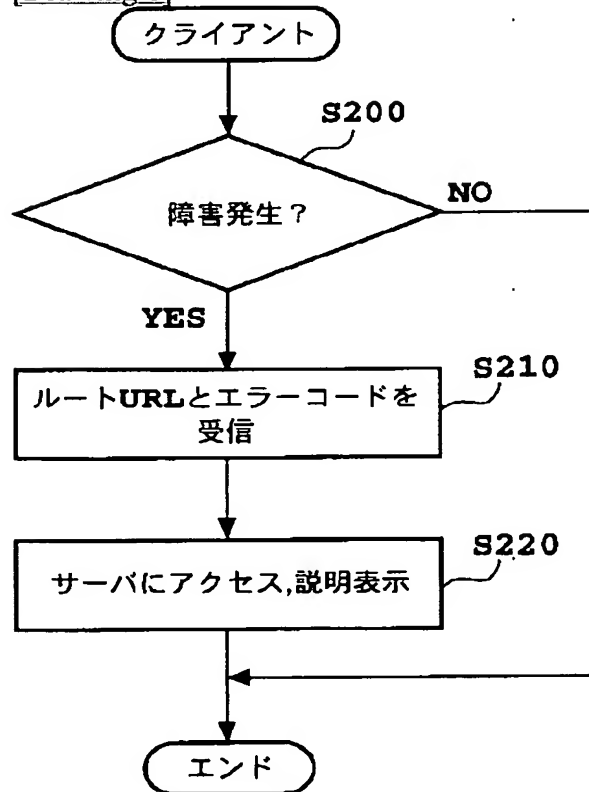 クライアント
S200
障害発生？
NO
YES
S210
ルートURLとエラーコードを
受信
S220
サーバにアクセス,説明表示
エンド